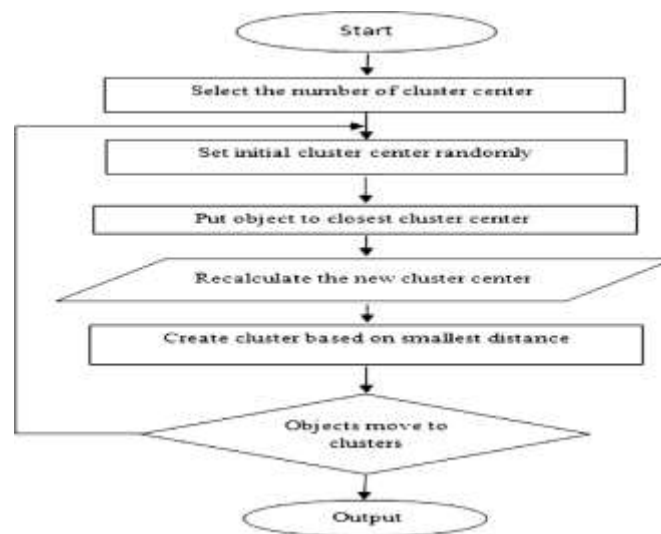 Start
Select the number of cluster center
Set initial cluster center randomly
Put object to closest cluster center
Recalculate the new cluster center
Create cluster based on smallest distance
Objects move to
clusters
Output